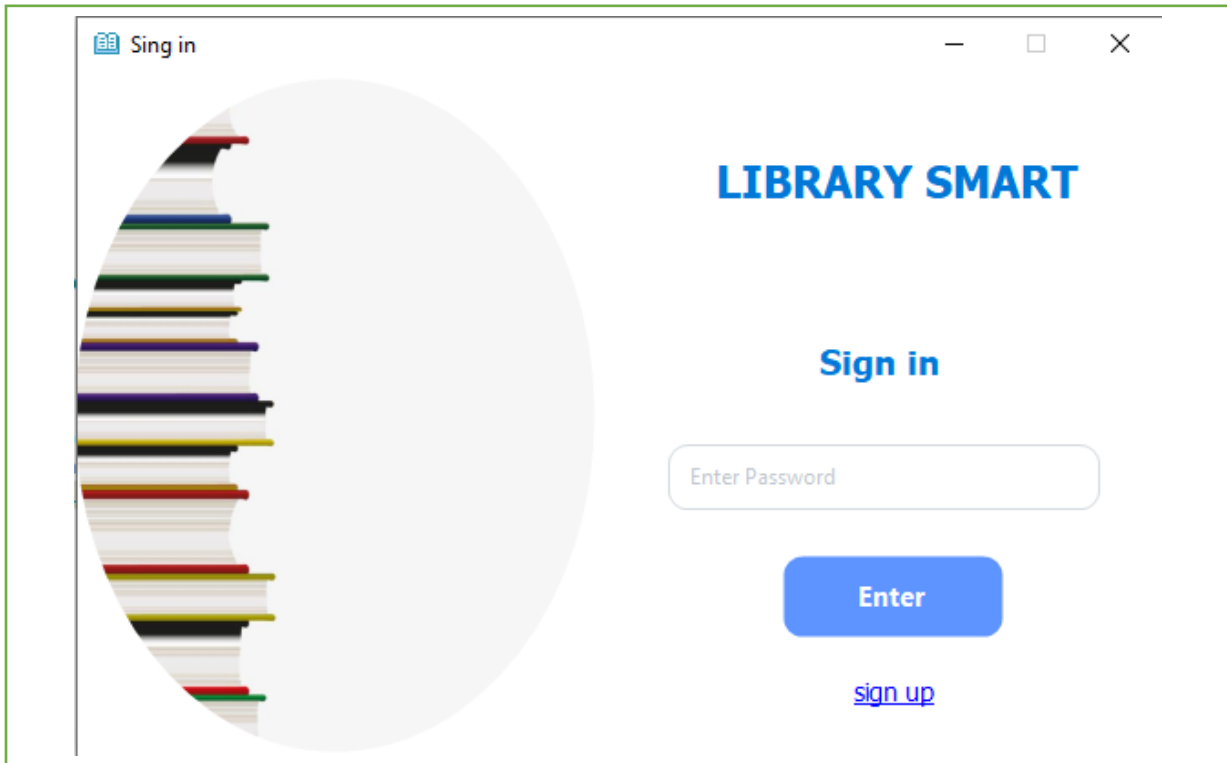 Sing in
LIBRARY SMART
Sign in
Enter Password
Enter
sign up